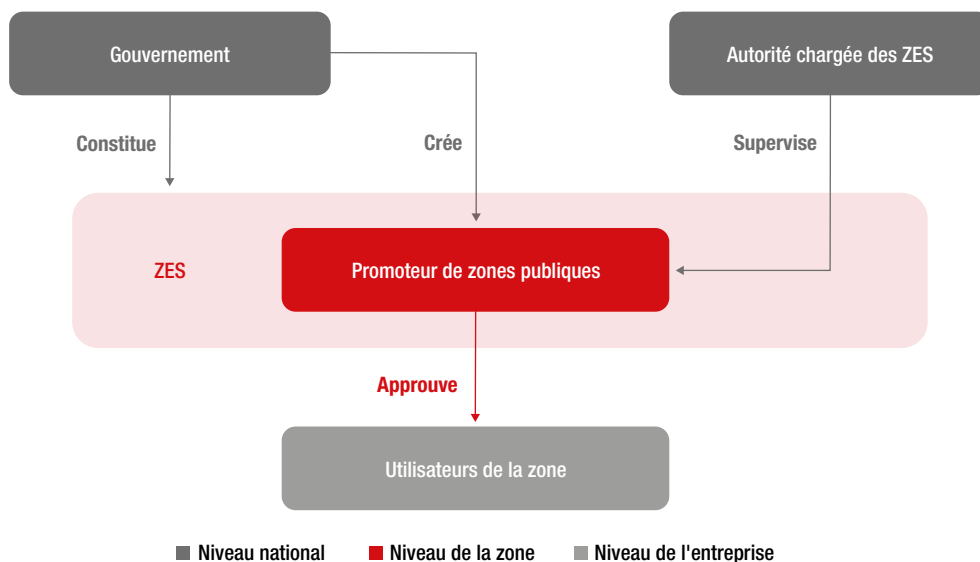 Gouvernement
Autorité chargée des ZES
Constitue
Crée
Supervise
ZES
Promoteur de zones publiques
Approuve
Utilisateurs de la zone
Niveau national
Niveau de la zone
Niveau de l'entreprise